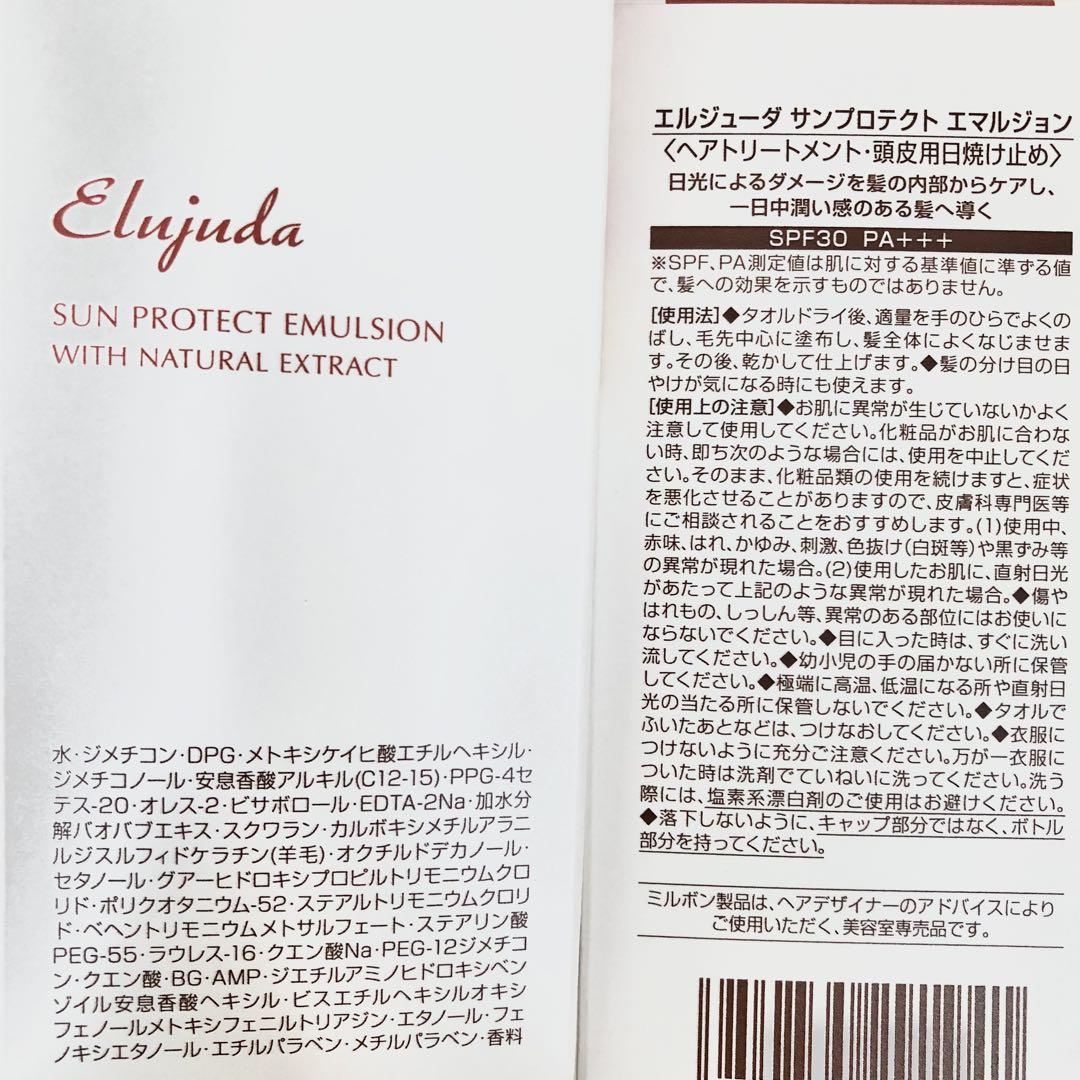 Elujuda
SUN PROTECT EMULSION
WITH NATURAL EXTRACT
水・ジメチコン・DPG・メトキシケイヒ酸エチルヘキシル・
ジメチコノール・安息香酸アルキル(C12-15)・PPG-4セ
テス-20・オレス-2・ビサボロール・EDTA-2Na・加水分
解バオバブエキス・スクワラン・カルボキシメチルアラニ
ルジスルフィドケラチン(羊毛)・オクチルドデカノール・
セタノール・グアーヒドロキシプロピルトリモニウムクロ
リド・ポリクオタニウム-52・ステアルトリモニウムクロリ
ド・ベヘントリモニウムメトサルフェート・ステアリン酸
PEG-55・ラウレス-16・クエン酸Na・PEG-12ジメチコ
ン・クエン酸・BG・AMP・ジエチルアミノヒドロキシベン
ゾイル安息香酸ヘキシル・ビスエチルヘキシルオキシ
フェノールメトキシフェニルトリアジン・エタノール・フェ
ノキシエタノール・エチルパラベン・メチルパラベン・香料
エルジューダ サンプロテクト エマルジョン
〈ヘアトリートメント・頭皮用日焼け止め〉
日光によるダメージを髪の内部からケアし、
一日中潤い感のある髪へ導く
SPF30 PA+++
※SPF、PA測定値は肌に対する基準値に準ずる値
で、髪への効果を示すものではありません。
[使用法]◆タオルドライ後、適量を手のひらでよくの
ばし、毛先中心に塗布し、髪全体によくなじませま
す。その後、乾かして仕上げます。◆髪の分け目の日
やけが気になる時にも使えます。
[使用上の注意]◆お肌に異常が生じていないかよく
注意して使用してください。化粧品がお肌に合わな
い時、即ち次のような場合には、使用を中止してくだ
さい。そのまま、化粧品類の使用を続けますと、症状
を悪化させることがありますので、皮膚科専門医等
にご相談されることをおすすめします。(1)使用中、
赤味、はれ、かゆみ、刺激、色抜け(白斑等)や黒ずみ等
の異常が現れた場合。(2)使用したお肌に、直射日光
があたって上記のような異常が現れた場合。◆傷や
はれもの、しっしん等、異常のある部位にはお使いに
ならないでください。◆目に入った時は、すぐに洗い
流してください。◆幼小児の手の届かない所に保管
してください。◆極端に高温、低温になる所や直射日
光の当たる所に保管しないでください。◆タオルで
ふいたあとなどは、つけなおしてください。◆衣服に
つけないように充分ご注意ください。万が一衣服に
ついた時は洗剤でていねいに洗ってください。洗う
際には、塩素系漂白剤のご使用はお避けください。
◆落下しないように、キャップ部分ではなく、ボトル
部分を持ってください。
ミルボン製品は、ヘアデザイナーのアドバイスにより
ご使用いただく、美容室専売品です。